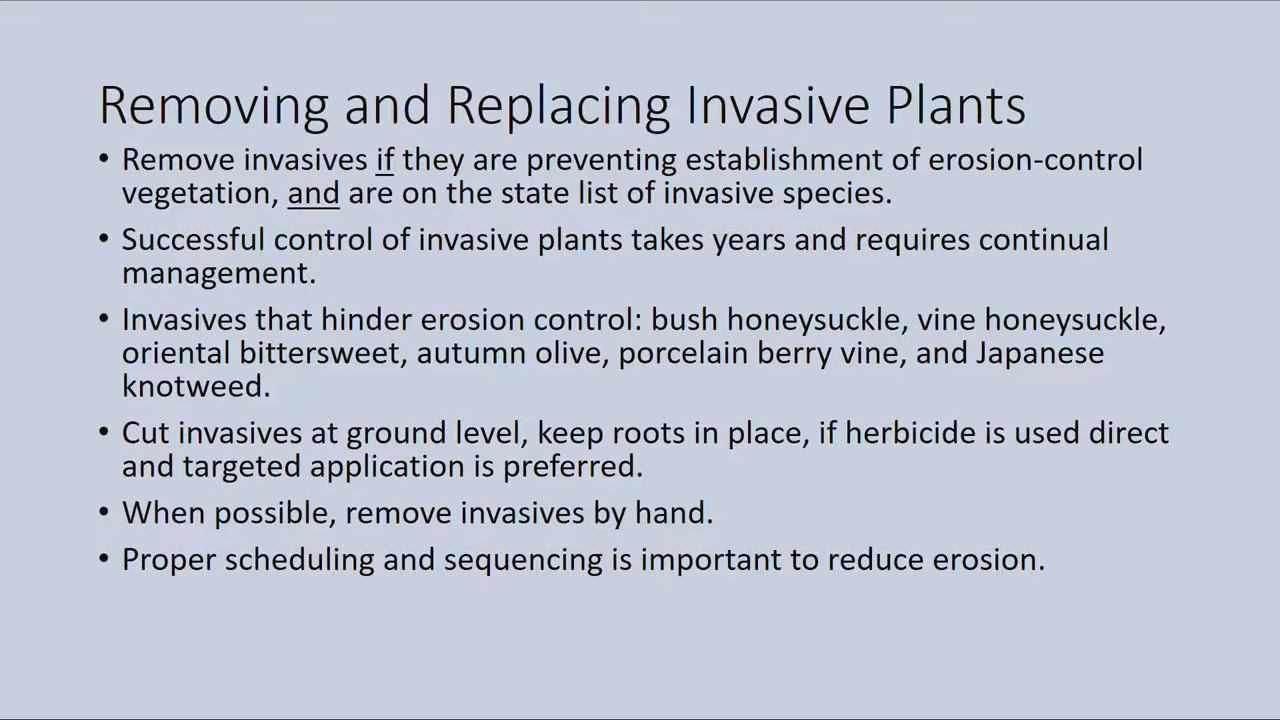 Removing and Replacing Invasive Plants
• Remove invasives if they are preventing establishment of erosion-control
vegetation, and are on the state list of invasive species.
• Successful control of invasive plants takes years and requires continual
management.
• Invasives that hinder erosion control: bush honeysuckle, vine honeysuckle,
oriental bittersweet, autumn olive, porcelain berry vine, and Japanese
knotweed.
• Cut invasives at ground level, keep roots in place, if herbicide is used direct
and targeted application is preferred.
• When possible, remove invasives by hand.
• Proper scheduling and sequencing is important to reduce erosion.